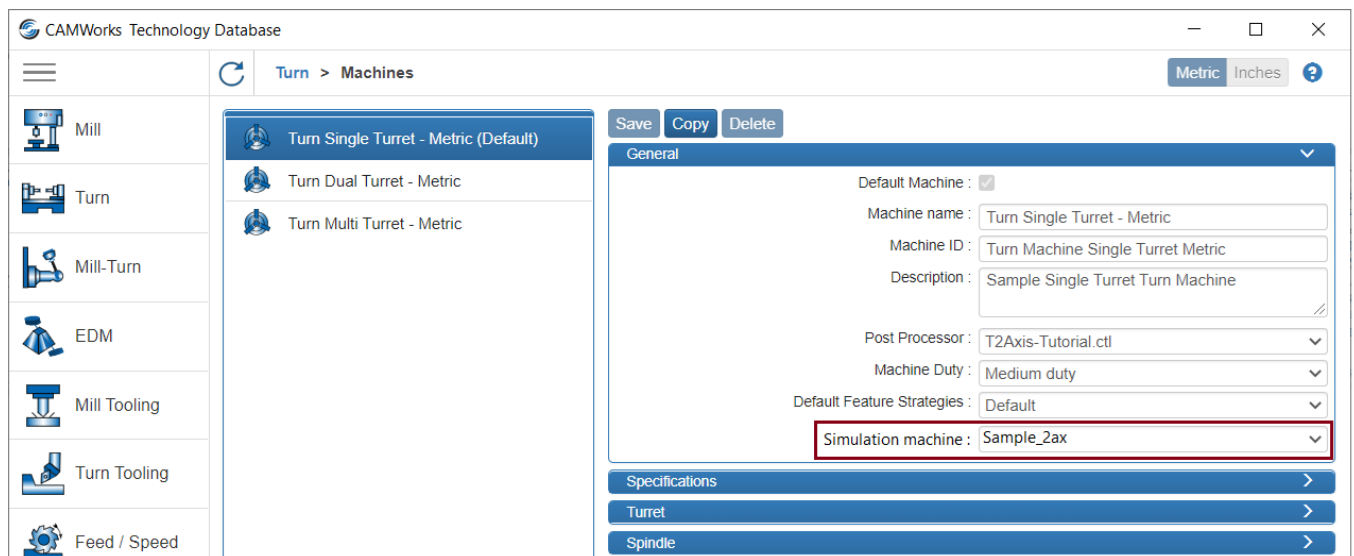 CAMWorks Technology Database
Turn > Machines
Metric Inches ?
Mill
Turn
Mill-Turn
EDM
Mill Tooling
Turn Tooling
Feed / Speed
Turn Single Turret - Metric (Default)
Turn Dual Turret - Metric
Turn Multi Turret - Metric
Save Copy Delete
General
Default Machine :
Machine name : Turn Single Turret - Metric
Machine ID : Turn Machine Single Turret Metric
Description : Sample Single Turret Turn Machine
Post Processor : T2Axis-Tutorial.ctl
Machine Duty : Medium duty
Default Feature Strategies : Default
Simulation machine : Sample_2ax
Specifications
Turret
Spindle